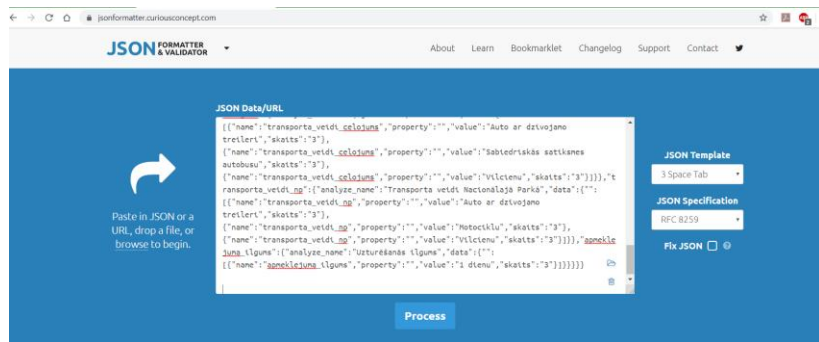 jsonformatter.curiousconcept.com
JSON FORMATTER & VALIDATOR
About Learn Bookmarklet Changelog Support Contact
JSON Data/URL
[{"name":"transporta_veidi_celojums","property":"","value":"Auto ar dzīvojamo
treileri","skaits":"3"},
{"name":"transporta_veidi_celojums","property":"","value":"Sabiedriskās satiksmes
autobusu","skaits":"3"},
{"name":"transporta_veidi_celojums","property":"","value":"Vilcienu","skaits":"3"}]}},"t
ransporta_veidi_np":{"analyze_name":"Transporta veidi Nacionālajā Parkā","data":{"":
[{"name":"transporta_veidi_np","property":"","value":"Auto ar dzīvojamo
treileri","skaits":"3"},
{"name":"transporta_veidi_np","property":"","value":"Motociklu","skaits":"3"},
{"name":"transporta_veidi_np","property":"","value":"Vilcienu","skaits":"3"}]}},"apmekle
juma_ilgums":{"analyze_name":"Uzturēšanās ilgums","data":{"":
[{"name":"apmeklejuma_ilgums","property":"","value":"1 dienu","skaits":"3"}]}}}}}
Paste in JSON or a
URL, drop a file, or
browse to begin.
JSON Template
3 Space Tab
JSON Specification
RFC 8259
Fix JSON
Process